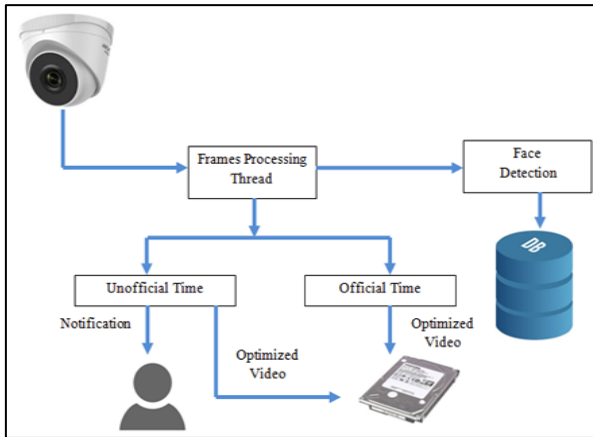 Frames Processing
Thread
Face
Detection
DB
Unofficial Time
Official Time
Notification
Optimized
Video
Optimized
Video